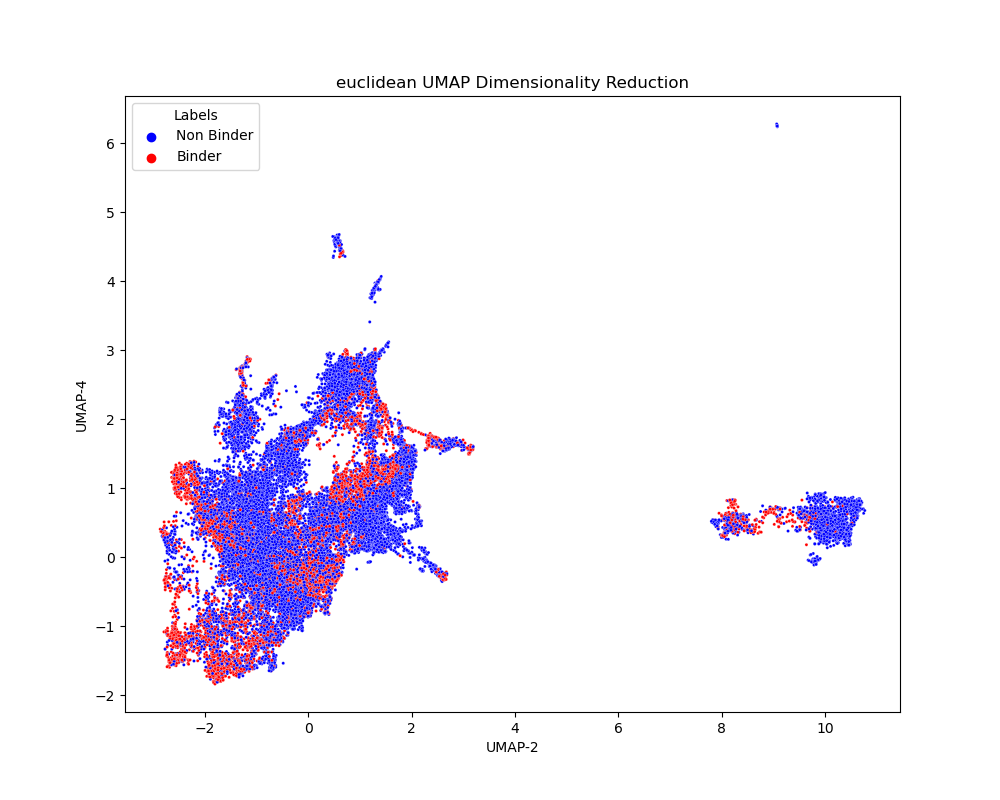 euclidean UMAP Dimensionality Reduction
Labels
Non Binder
Binder
6
5
4
3
2
1
0
−1
−2
UMAP-4
−2 0 2 4 6 8 10
UMAP-2